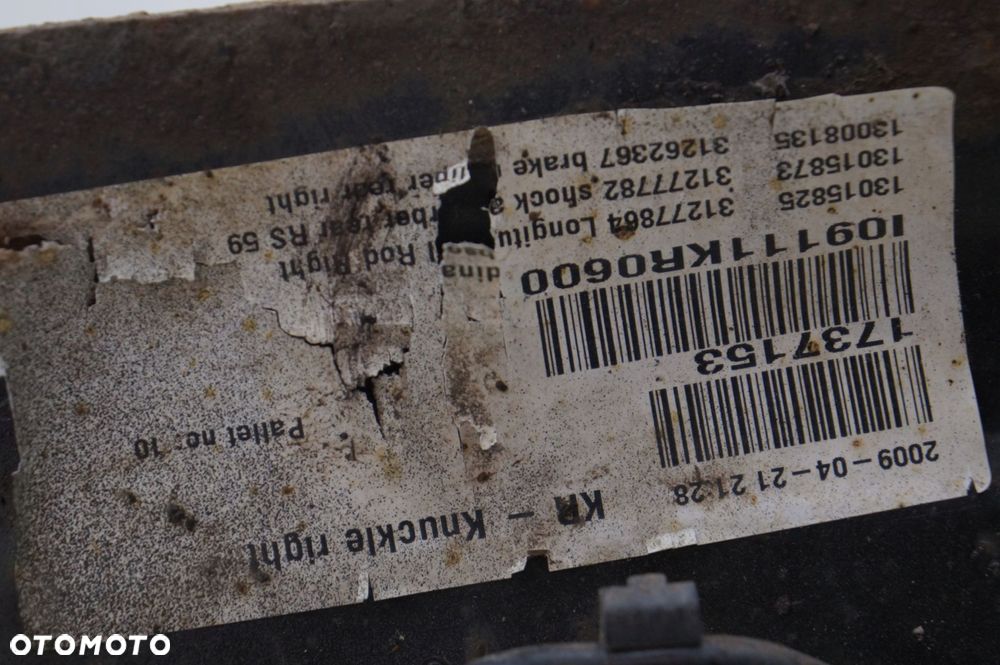 2009-04-21 21:28 KR - Knuckle right
1737153
Pallet no: 10
I09111KR0600
13015825 31277864 Longitudinal Rod Right
13015873 31277782 shock rear RS 59
13008135 31262367 brake rear right
OTOMOTO